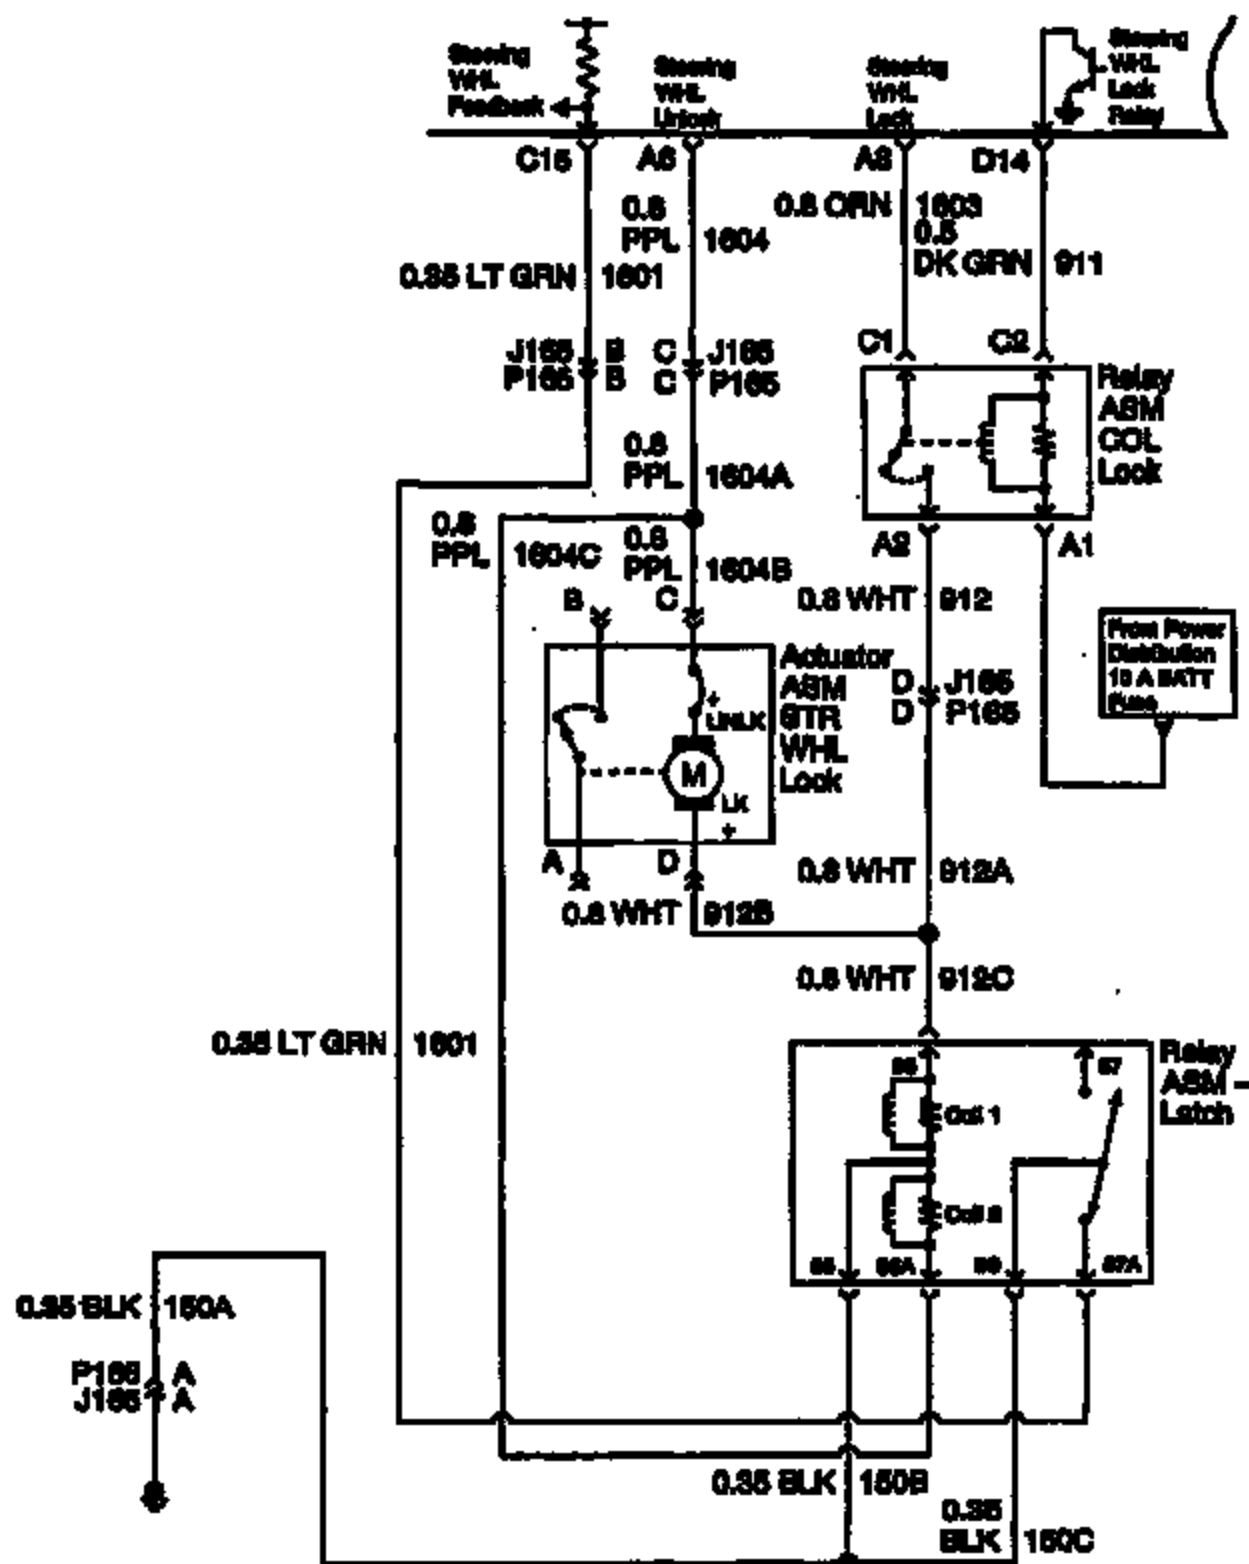 Steering
WHL
Feedback
Steering
WHL
Unlock
Steering
WHL
Lock
Steering
WHL
Lock
Relay
C15
A6
A8
D14
0.8
PPL 1604
0.8 ORN 1603
0.5
DK GRN 911
0.35 LT GRN 1601
J165 B
P165 B
C J165
C P165
C1
C2
Relay
ASM
COL
Lock
0.8
PPL 1604A
0.8
PPL 1604C
0.8
PPL 1604B
A2
A1
B
C
0.8 WHT 912
From Power
Distribution
10 A BATT
Fuse
Actuator
ASM
STR
WHL
Lock
D J165
D P165
UNLK
+
M
LK
+
A
D
0.8 WHT 912A
0.8 WHT 912B
0.8 WHT 912C
0.35 LT GRN 1601
Relay
ASM –
Latch
87
Coil 1
Coil 2
87A
0.35 BLK 150A
P165 A
J165 A
0.35 BLK 150B
0.35
BLK 150C